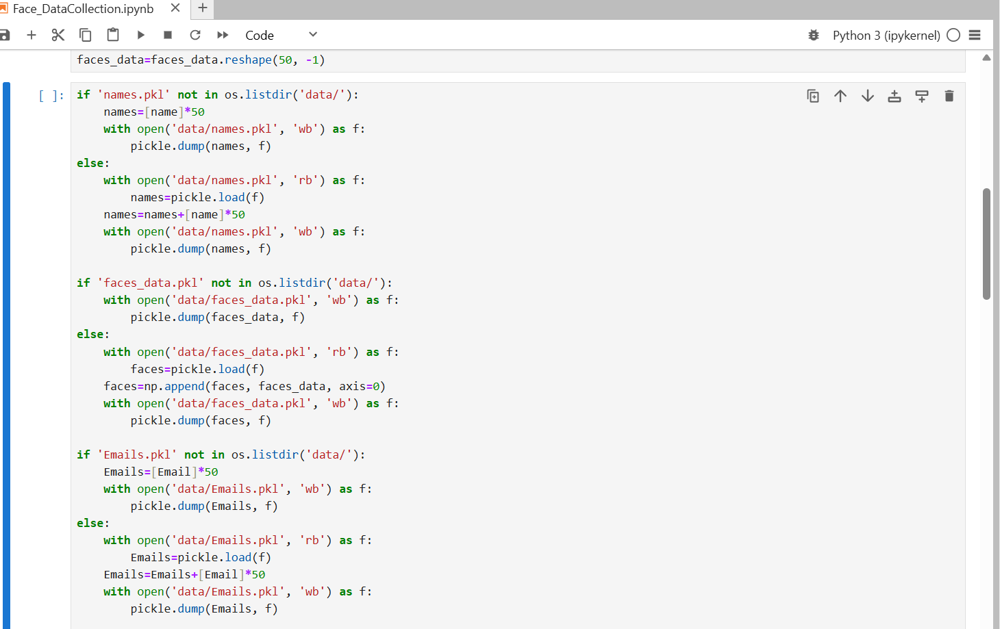 Face_DataCollection.ipynb
Code
Python 3 (ipykernel)
faces_data=faces_data.reshape(50, -1)
[ ]:
if 'names.pkl' not in os.listdir('data/'):
    names=[name]*50
    with open('data/names.pkl', 'wb') as f:
        pickle.dump(names, f)
else:
    with open('data/names.pkl', 'rb') as f:
        names=pickle.load(f)
    names=names+[name]*50
    with open('data/names.pkl', 'wb') as f:
        pickle.dump(names, f)

if 'faces_data.pkl' not in os.listdir('data/'):
    with open('data/faces_data.pkl', 'wb') as f:
        pickle.dump(faces_data, f)
else:
    with open('data/faces_data.pkl', 'rb') as f:
        faces=pickle.load(f)
    faces=np.append(faces, faces_data, axis=0)
    with open('data/faces_data.pkl', 'wb') as f:
        pickle.dump(faces, f)

if 'Emails.pkl' not in os.listdir('data/'):
    Emails=[Email]*50
    with open('data/Emails.pkl', 'wb') as f:
        pickle.dump(Emails, f)
else:
    with open('data/Emails.pkl', 'rb') as f:
        Emails=pickle.load(f)
    Emails=Emails+[Email]*50
    with open('data/Emails.pkl', 'wb') as f:
        pickle.dump(Emails, f)